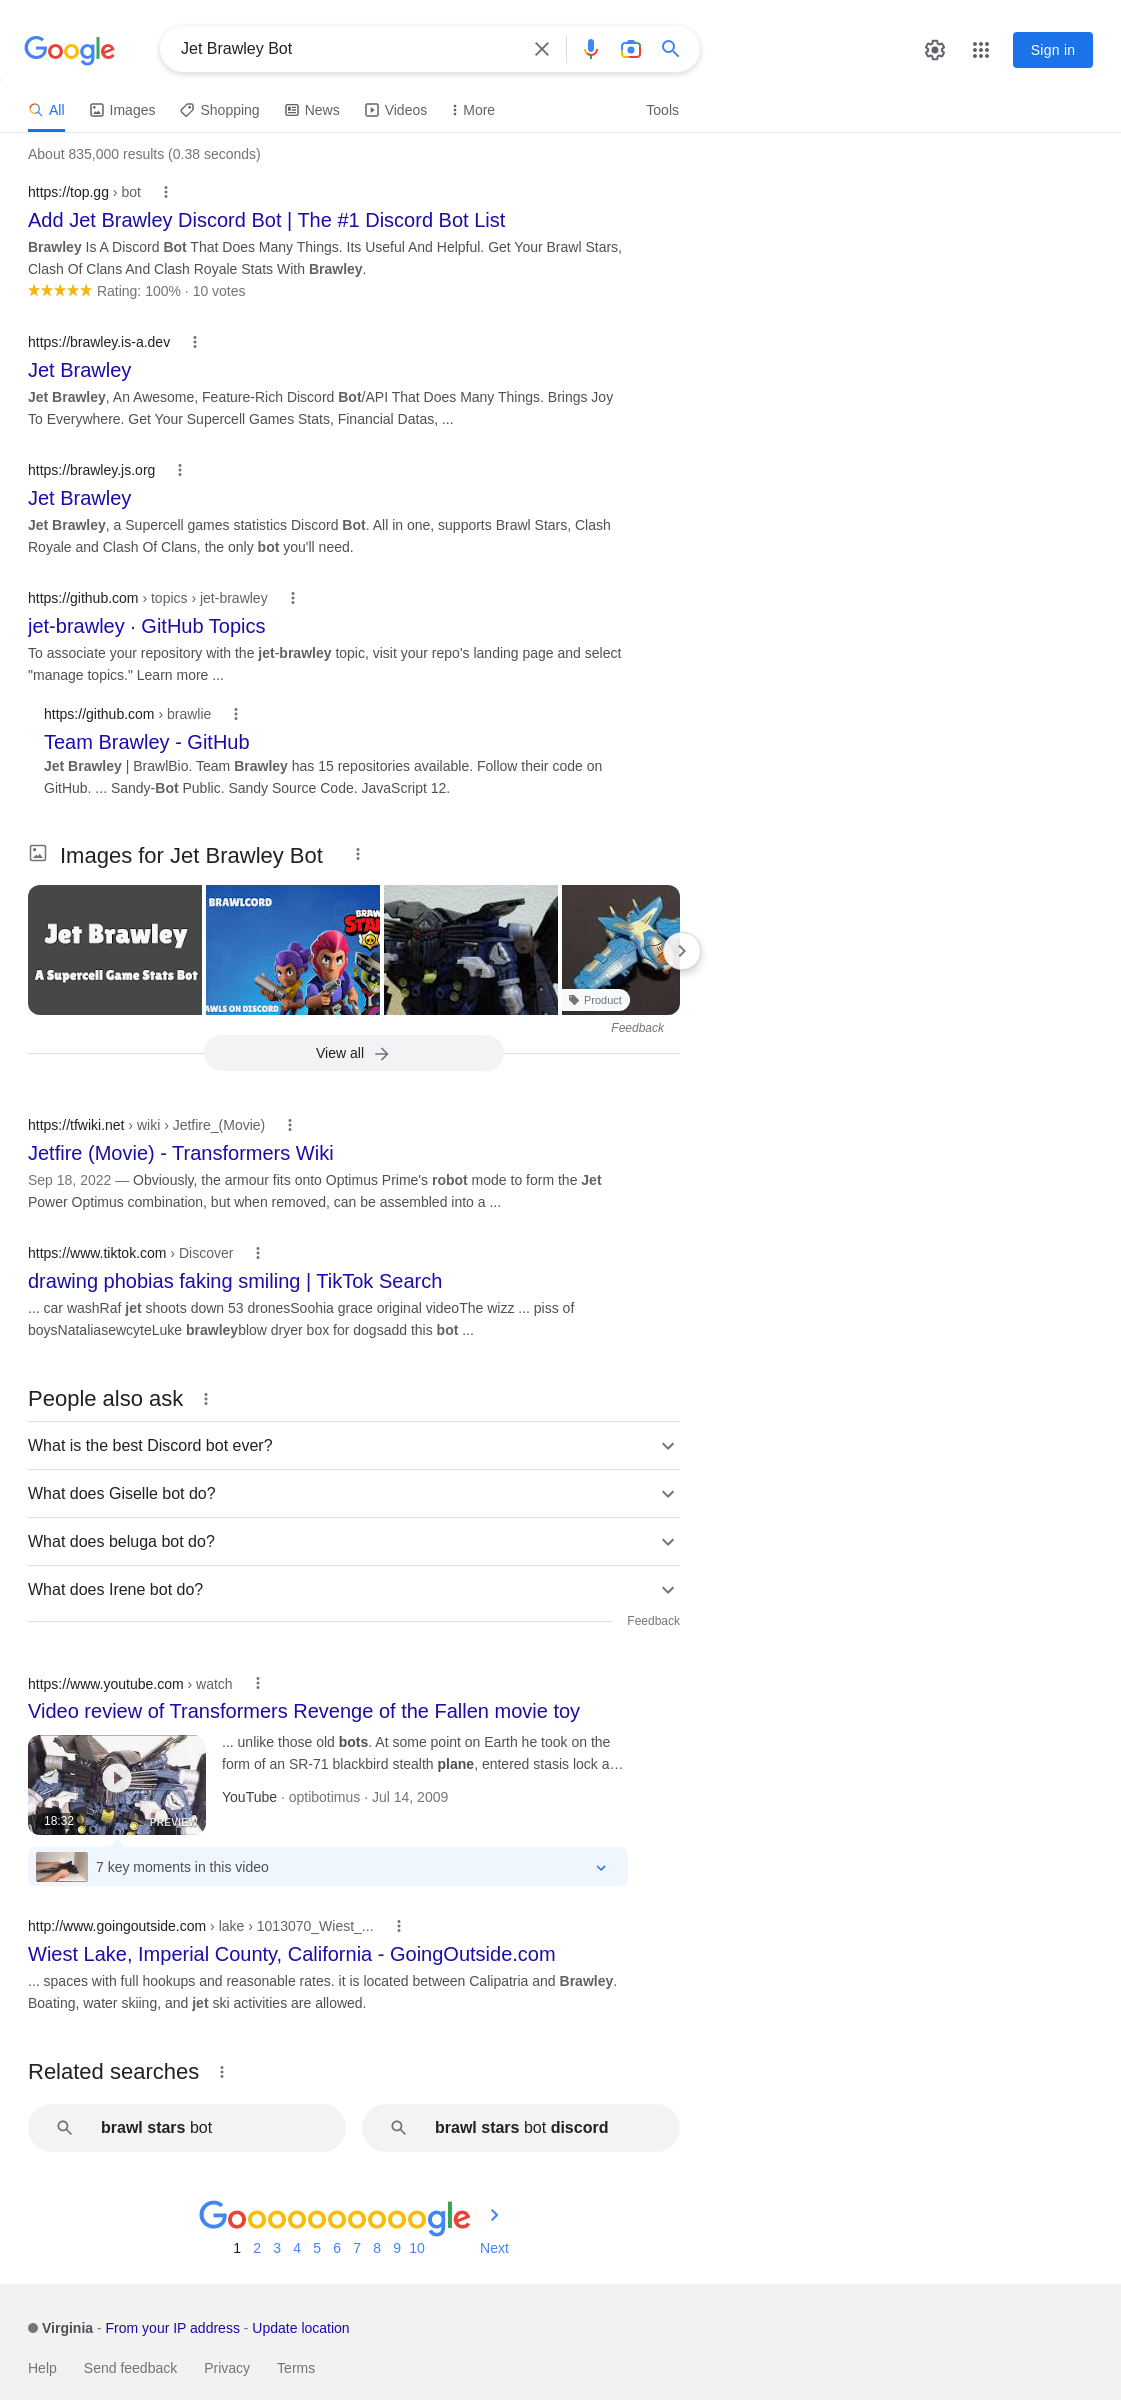 Google
Jet Brawley Bot
Sign in
All
Images
Shopping
News
Videos
More
Tools
About 835,000 results (0.38 seconds)
https://top.gg › bot
Add Jet Brawley Discord Bot | The #1 Discord Bot List
Brawley Is A Discord Bot That Does Many Things. Its Useful And Helpful. Get Your Brawl Stars,
Clash Of Clans And Clash Royale Stats With Brawley.
Rating: 100% · 10 votes
https://brawley.is-a.dev
Jet Brawley
Jet Brawley, An Awesome, Feature-Rich Discord Bot/API That Does Many Things. Brings Joy
To Everywhere. Get Your Supercell Games Stats, Financial Datas, ...
https://brawley.js.org
Jet Brawley
Jet Brawley, a Supercell games statistics Discord Bot. All in one, supports Brawl Stars, Clash
Royale and Clash Of Clans, the only bot you'll need.
https://github.com › topics › jet-brawley
jet-brawley · GitHub Topics
To associate your repository with the jet-brawley topic, visit your repo's landing page and select
"manage topics." Learn more ...
https://github.com › brawlie
Team Brawley - GitHub
Jet Brawley | BrawlBio. Team Brawley has 15 repositories available. Follow their code on
GitHub. ... Sandy-Bot Public. Sandy Source Code. JavaScript 12.
Images for Jet Brawley Bot
Jet Brawley
A Supercell Game Stats Bot
BRAWLCORD
BRAW
STA
AWLS ON DISCORD
Product
Feedback
View all
https://tfwiki.net › wiki › Jetfire_(Movie)
Jetfire (Movie) - Transformers Wiki
Sep 18, 2022 — Obviously, the armour fits onto Optimus Prime's robot mode to form the Jet
Power Optimus combination, but when removed, can be assembled into a ...
https://www.tiktok.com › Discover
drawing phobias faking smiling | TikTok Search
... car washRaf jet shoots down 53 dronesSoohia grace original videoThe wizz ... piss of
boysNataliasewcyteLuke brawleyblow dryer box for dogsadd this bot ...
People also ask
What is the best Discord bot ever?
What does Giselle bot do?
What does beluga bot do?
What does Irene bot do?
Feedback
https://www.youtube.com › watch
Video review of Transformers Revenge of the Fallen movie toy
... unlike those old bots. At some point on Earth he took on the
form of an SR-71 blackbird stealth plane, entered stasis lock a…
YouTube · optibotimus · Jul 14, 2009
18:32
PREVIEW
7 key moments in this video
http://www.goingoutside.com › lake › 1013070_Wiest_...
Wiest Lake, Imperial County, California - GoingOutside.com
... spaces with full hookups and reasonable rates. it is located between Calipatria and Brawley.
Boating, water skiing, and jet ski activities are allowed.
Related searches
brawl stars bot
brawl stars bot discord
Goooooooooogle
1 2 3 4 5 6 7 8 9 10 Next
Virginia - From your IP address - Update location
Help
Send feedback
Privacy
Terms